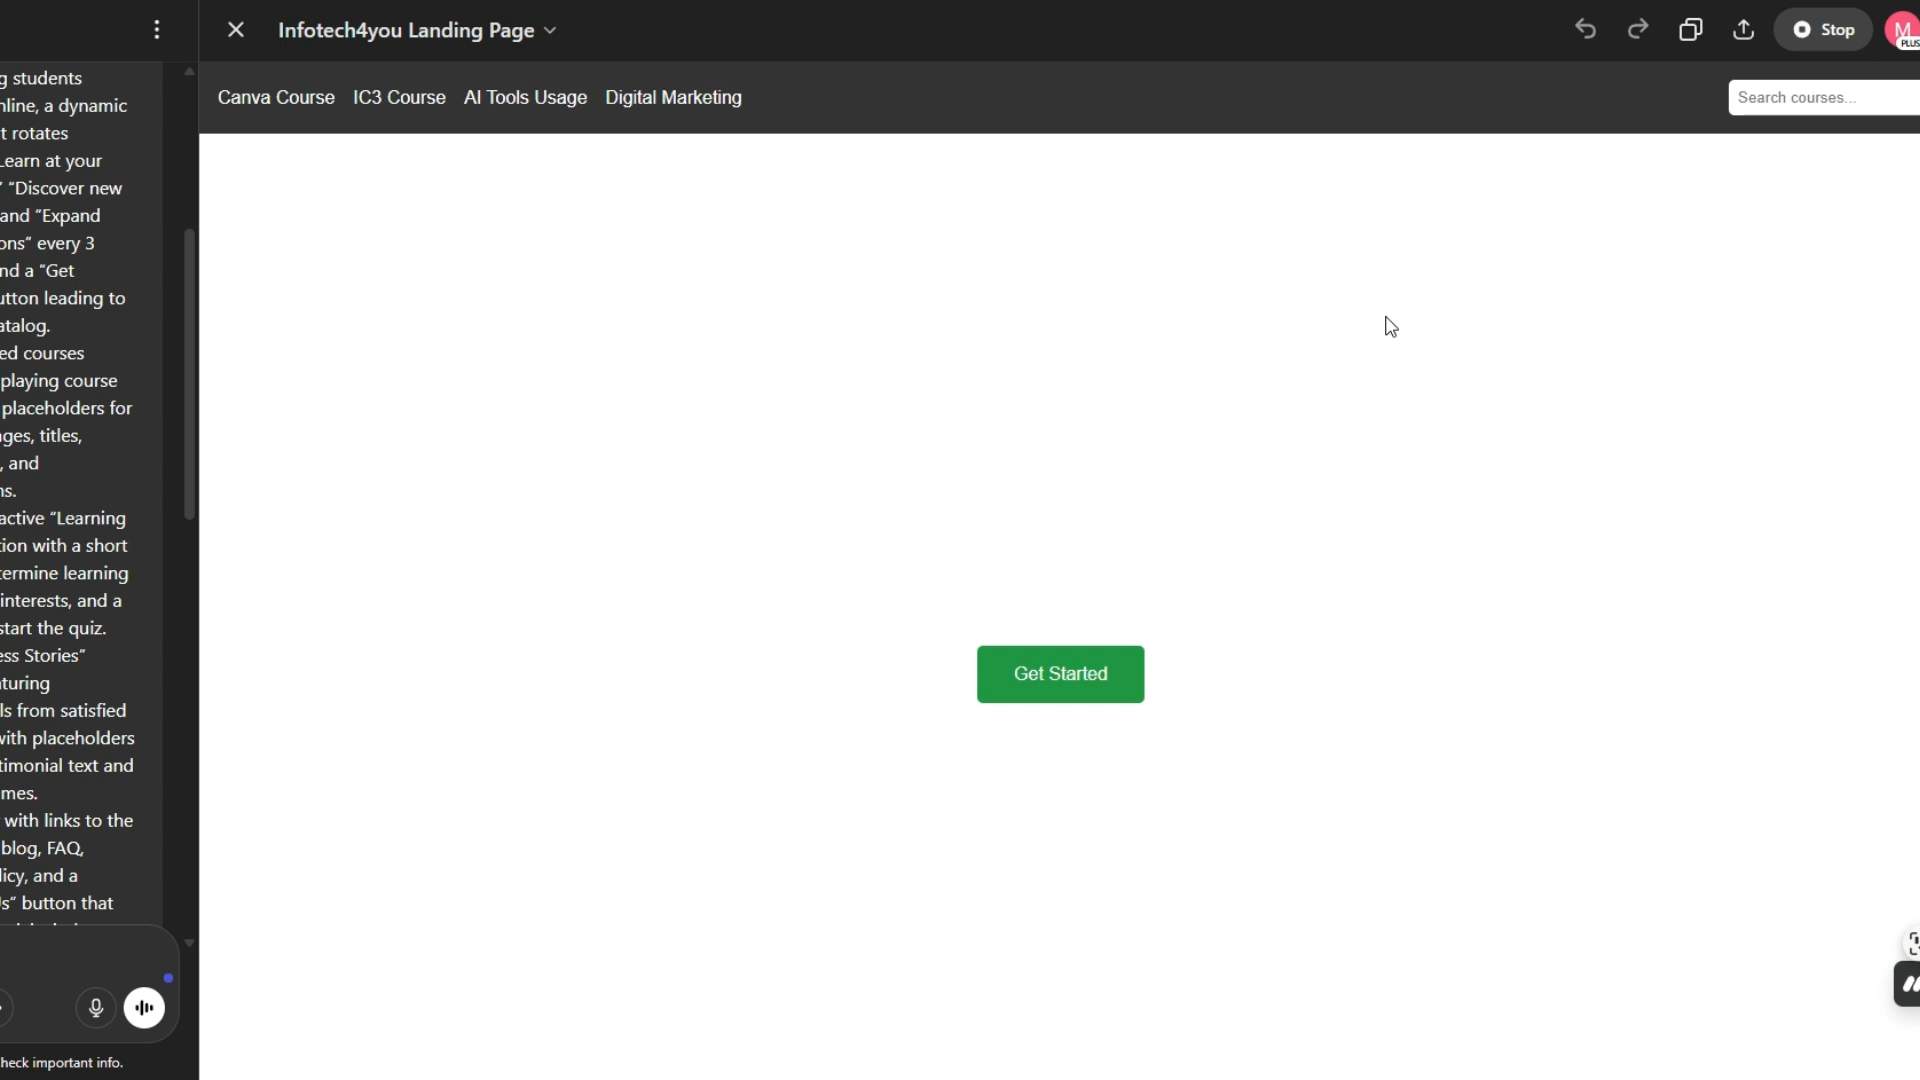 Infotech4you Landing Page
Stop
M
PLUS
g students
nline, a dynamic
t rotates
Learn at your
" "Discover new
and "Expand
ons" every 3
nd a "Get
utton leading to
atalog.
ed courses
playing course
placeholders for
ges, titles,
, and
ns.
active "Learning
tion with a short
termine learning
interests, and a
start the quiz.
ess Stories"
turing
ls from satisfied
with placeholders
timonial text and
mes.
with links to the
blog, FAQ,
licy, and a
Us" button that
heck important info.
Canva Course IC3 Course AI Tools Usage Digital Marketing
Search courses...
Get Started